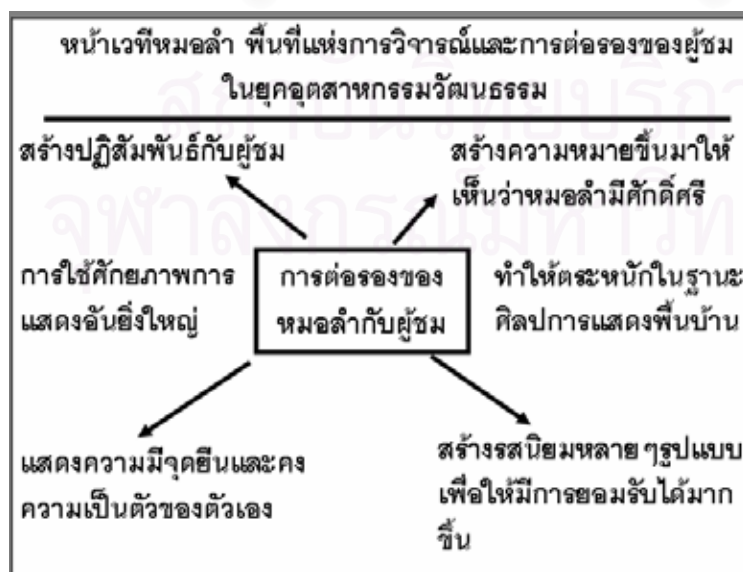 หน้าเวทีหมอลำ พื้นที่แห่งการวิจารณ์และการต่อรองของผู้ชม
ในยุคอุตสาหกรรมวัฒนธรรม
สร้างปฏิสัมพันธ์กับผู้ชม
สร้างความหมายขึ้นมาให้
เห็นว่าหมอลำมีศักดิ์ศรี
การใช้ศักยภาพการ
แสดงอันยิ่งใหญ่
การต่อรองของ
หมอลำกับผู้ชม
ทำให้ตระหนักในฐานะ
ศิลปการแสดงพื้นบ้าน
แสดงความมีจุดยืนและคง
ความเป็นตัวของตัวเอง
สร้างรสนิยมหลายๆรูปแบบ
เพื่อให้มีการยอมรับได้มาก
ขึ้น